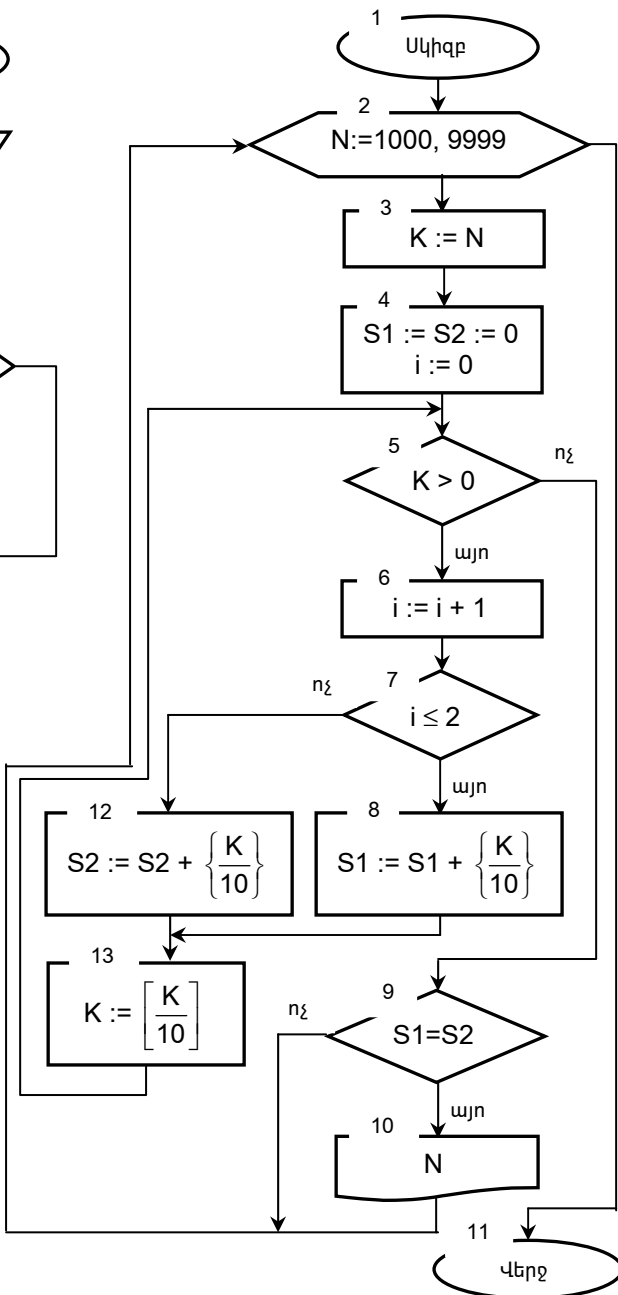 1
Սկիզբ
2
N:=1000, 9999
3
K := N
4
S1 := S2 := 0
i := 0
5
K > 0
ոչ
այո
6
i := i + 1
7
ոչ
i ≤ 2
այո
12
S2 := S2 + {K/10}
8
S1 := S1 + {K/10}
13
K := [K/10]
9
ոչ
S1=S2
այո
10
N
11
Վերջ